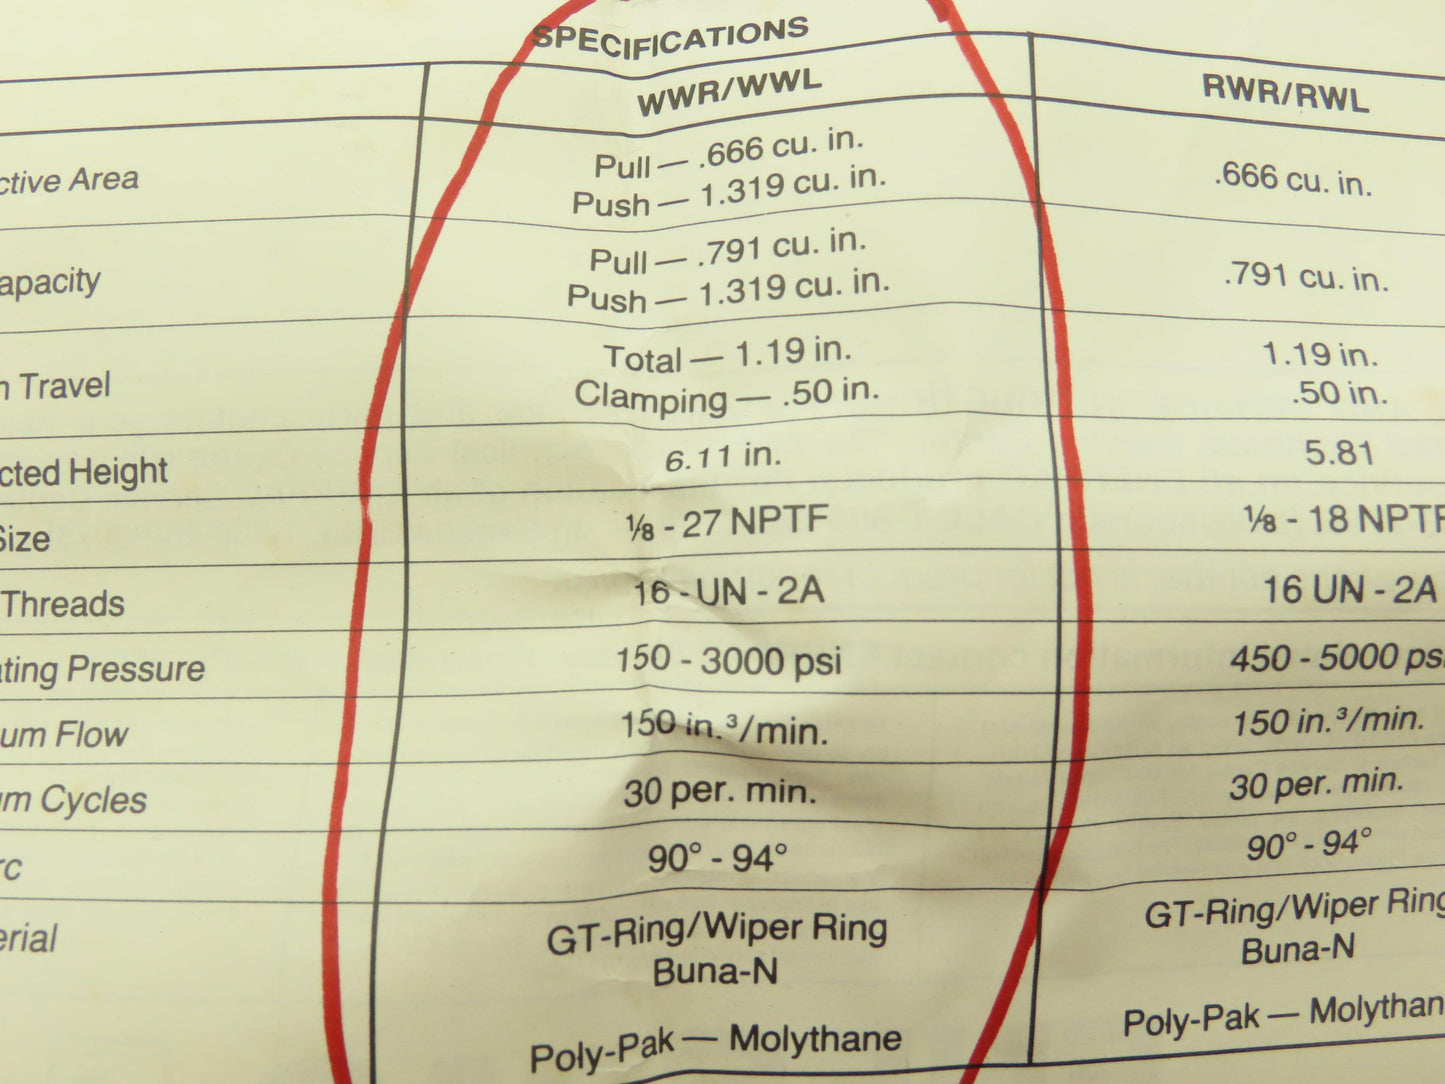 SPECIFICATIONS
WWR/WWL RWR/RWL
ctive Area Pull — .666 cu. in. .666 cu. in.
Push — 1.319 cu. in.
apacity Pull — .791 cu. in. .791 cu. in.
Push — 1.319 cu. in.
n Travel Total — 1.19 in. 1.19 in.
Clamping — .50 in. .50 in.
cted Height 6.11 in. 5.81
Size ⅛ - 27 NPTF ⅛ - 18 NPTF
Threads 16 - UN - 2A 16 UN - 2A
ating Pressure 150 - 3000 psi 450 - 5000 psi
um Flow 150 in.³/min. 150 in.³/min.
um Cycles 30 per. min. 30 per. min.
rc 90° - 94° 90° - 94°
erial GT-Ring/Wiper Ring GT-Ring/Wiper Ring
Buna-N Buna-N
Poly-Pak — Molythane Poly-Pak — Molythan